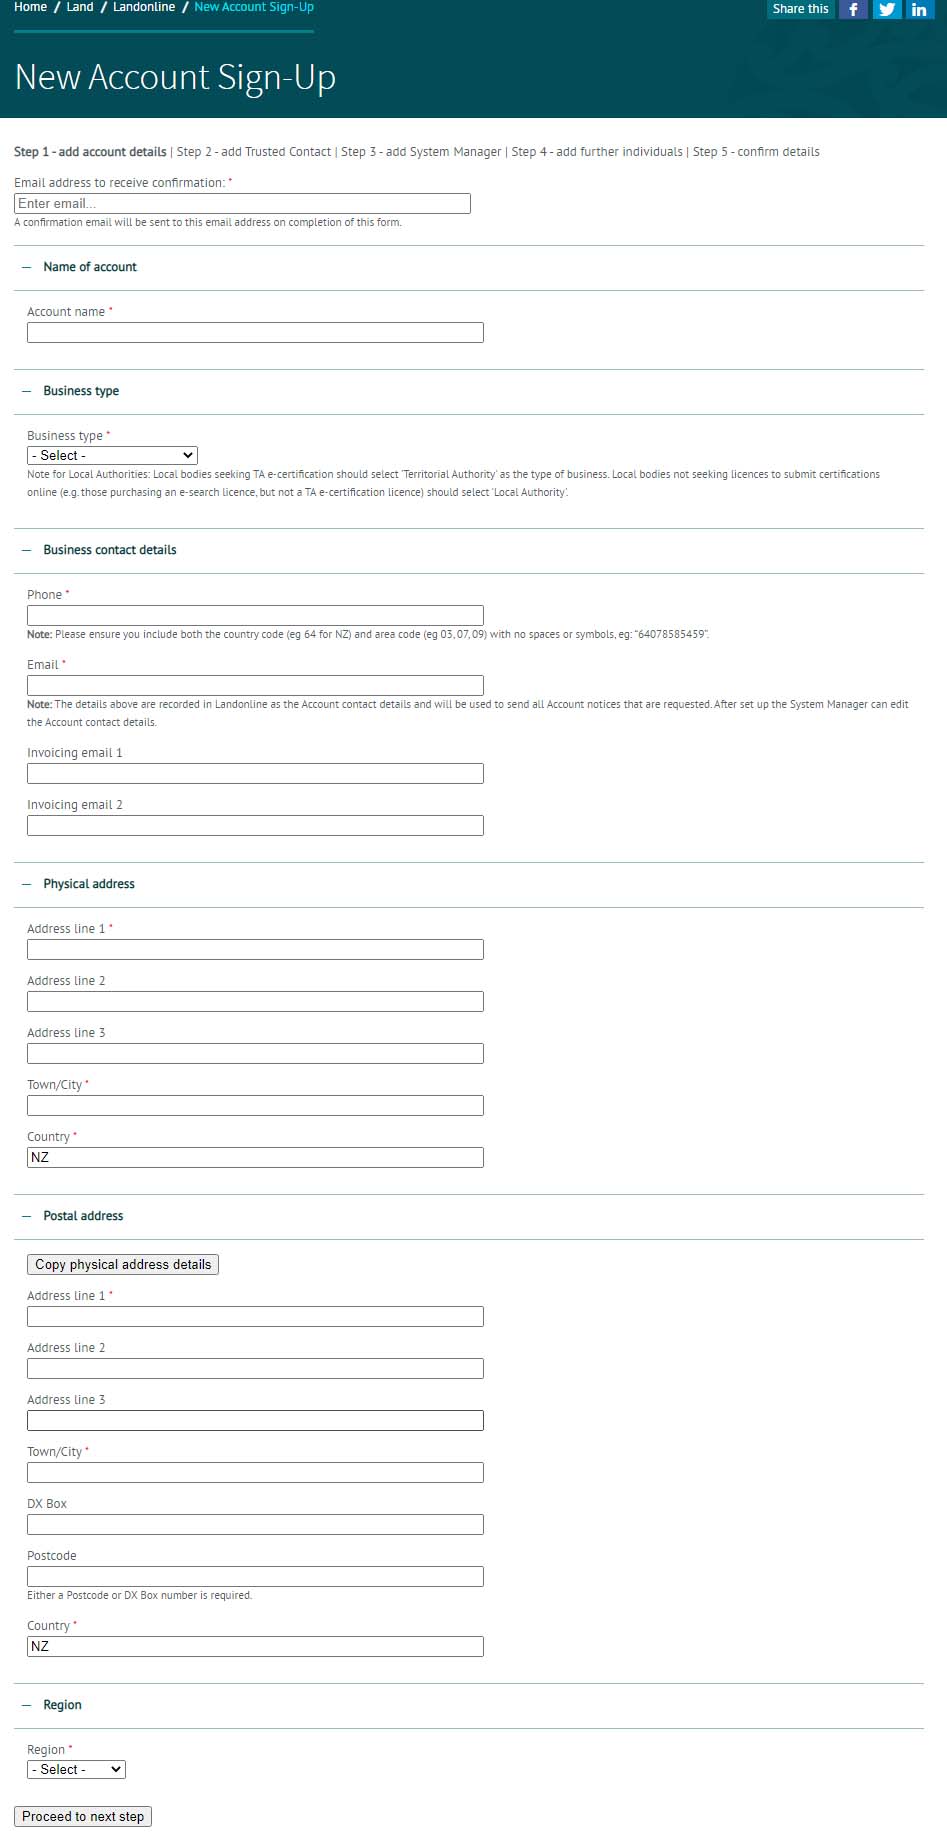 Home / Land / Landonline / New Account Sign-Up
Share this
New Account Sign-Up
Step 1 - add account details | Step 2 - add Trusted Contact | Step 3 - add System Manager | Step 4 - add further individuals | Step 5 - confirm details
Email address to receive confirmation: *
Enter email...
A confirmation email will be sent to this email address on completion of this form.
— Name of account
Account name *
— Business type
Business type *
- Select -
Note for Local Authorities: Local bodies seeking TA e-certification should select 'Territorial Authority' as the type of business. Local bodies not seeking licences to submit certifications
online (e.g. those purchasing an e-search licence, but not a TA e-certification licence) should select 'Local Authority'.
— Business contact details
Phone *
Note: Please ensure you include both the country code (eg 64 for NZ) and area code (eg 03, 07, 09) with no spaces or symbols, eg: “64078585459”.
Email *
Note: The details above are recorded in Landonline as the Account contact details and will be used to send all Account notices that are requested. After set up the System Manager can edit
the Account contact details.
Invoicing email 1
Invoicing email 2
— Physical address
Address line 1 *
Address line 2
Address line 3
Town/City *
Country *
NZ
— Postal address
Copy physical address details
Address line 1 *
Address line 2
Address line 3
Town/City *
DX Box
Postcode
Either a Postcode or DX Box number is required.
Country *
NZ
— Region
Region *
- Select -
Proceed to next step